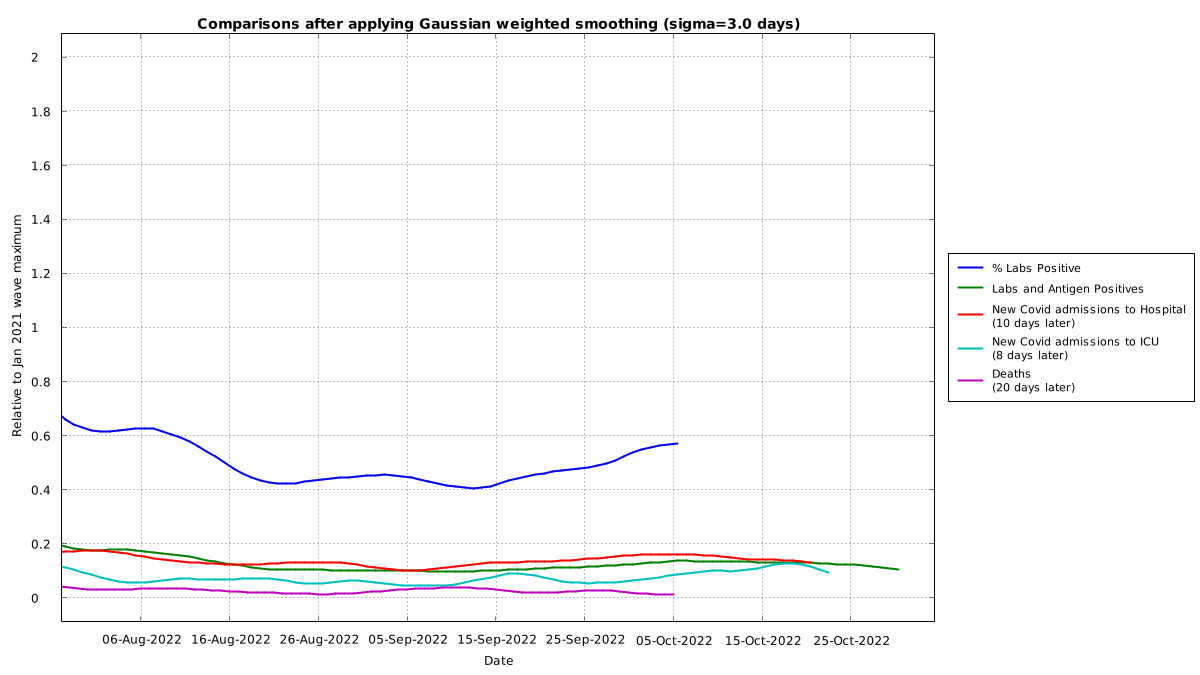 Comparisons after applying Gaussian weighted smoothing (sigma=3.0 days)
Relative to Jan 2021 wave maximum
2
1.8
1.6
1.4
1.2
1
0.8
0.6
0.4
0.2
0
06-Aug-2022 16-Aug-2022 26-Aug-2022 05-Sep-2022 15-Sep-2022 25-Sep-2022 05-Oct-2022 15-Oct-2022 25-Oct-2022
Date
% Labs Positive
Labs and Antigen Positives
New Covid admissions to Hospital
(10 days later)
New Covid admissions to ICU
(8 days later)
Deaths
(20 days later)